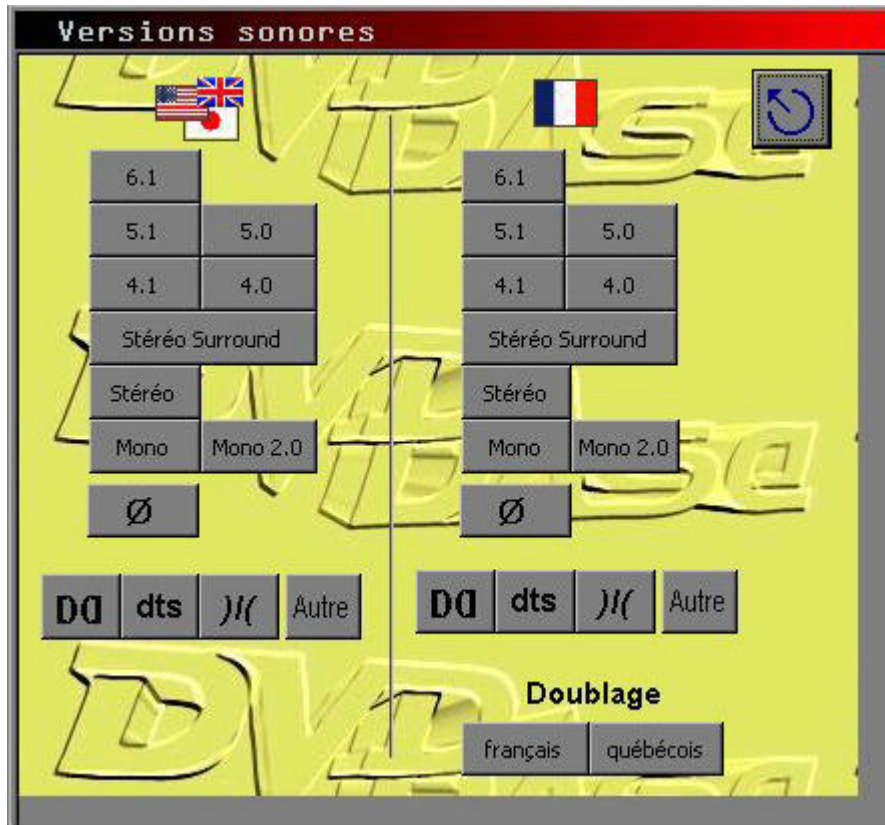 Versions sonores
6.1
5.1 5.0
4.1 4.0
Stéréo Surround
Stéréo
Mono Mono 2.0
Ø
DD dts )I( Autre
6.1
5.1 5.0
4.1 4.0
Stéréo Surround
Stéréo
Mono Mono 2.0
Ø
DD dts )I( Autre
Doublage
français québécois